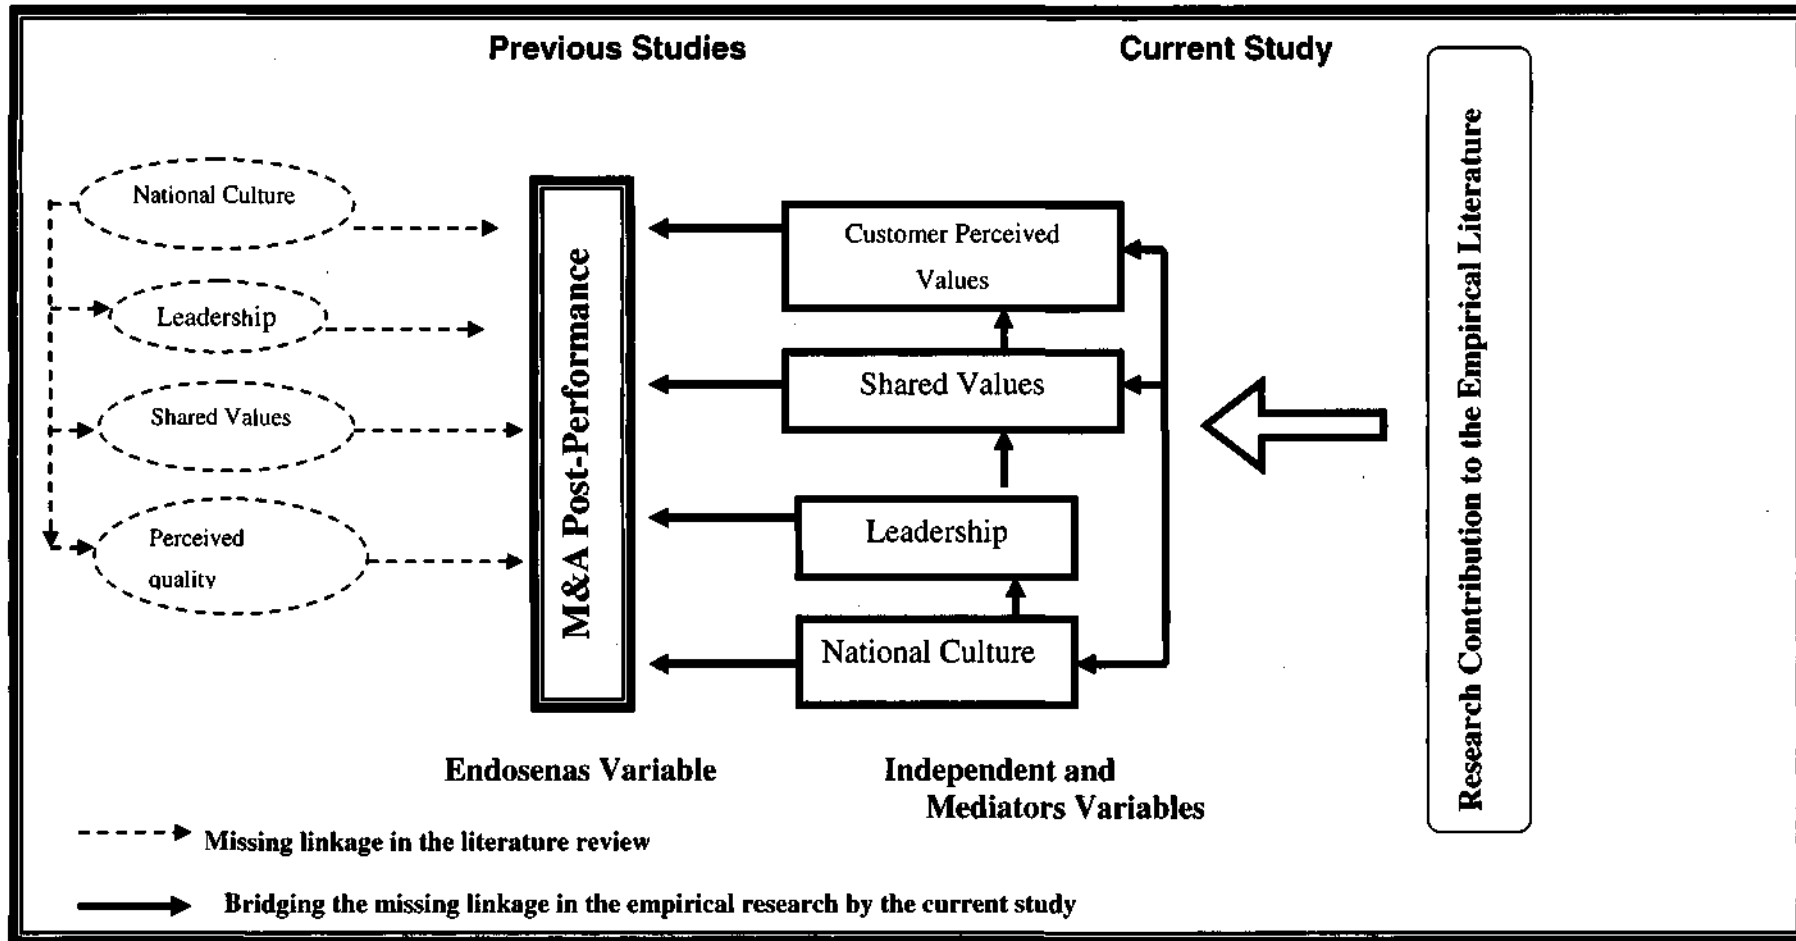 Previous Studies
Current Study
National Culture
Leadership
Shared Values
Perceived
quality
M&A Post-Performance
Customer Perceived
Values
Shared Values
Leadership
National Culture
Research Contribution to the Empirical Literature
Endosenas Variable
Independent and
Mediators Variables
Missing linkage in the literature review
Bridging the missing linkage in the empirical research by the current study